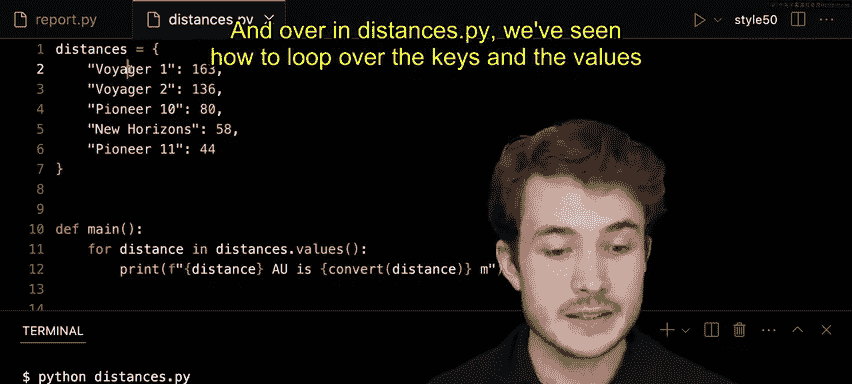 report.py
distances.py
style50
And over in distances.py, we've seen
how to loop over the keys and the values
1 distances = {
2 "Voyager 1": 163,
3 "Voyager 2": 136,
4 "Pioneer 10": 80,
5 "New Horizons": 58,
6 "Pioneer 11": 44
7 }
8
9
10 def main():
11 for distance in distances.values():
12 print(f"{distance} AU is {convert(distance)} m")
13
14
TERMINAL
$ python distances.py